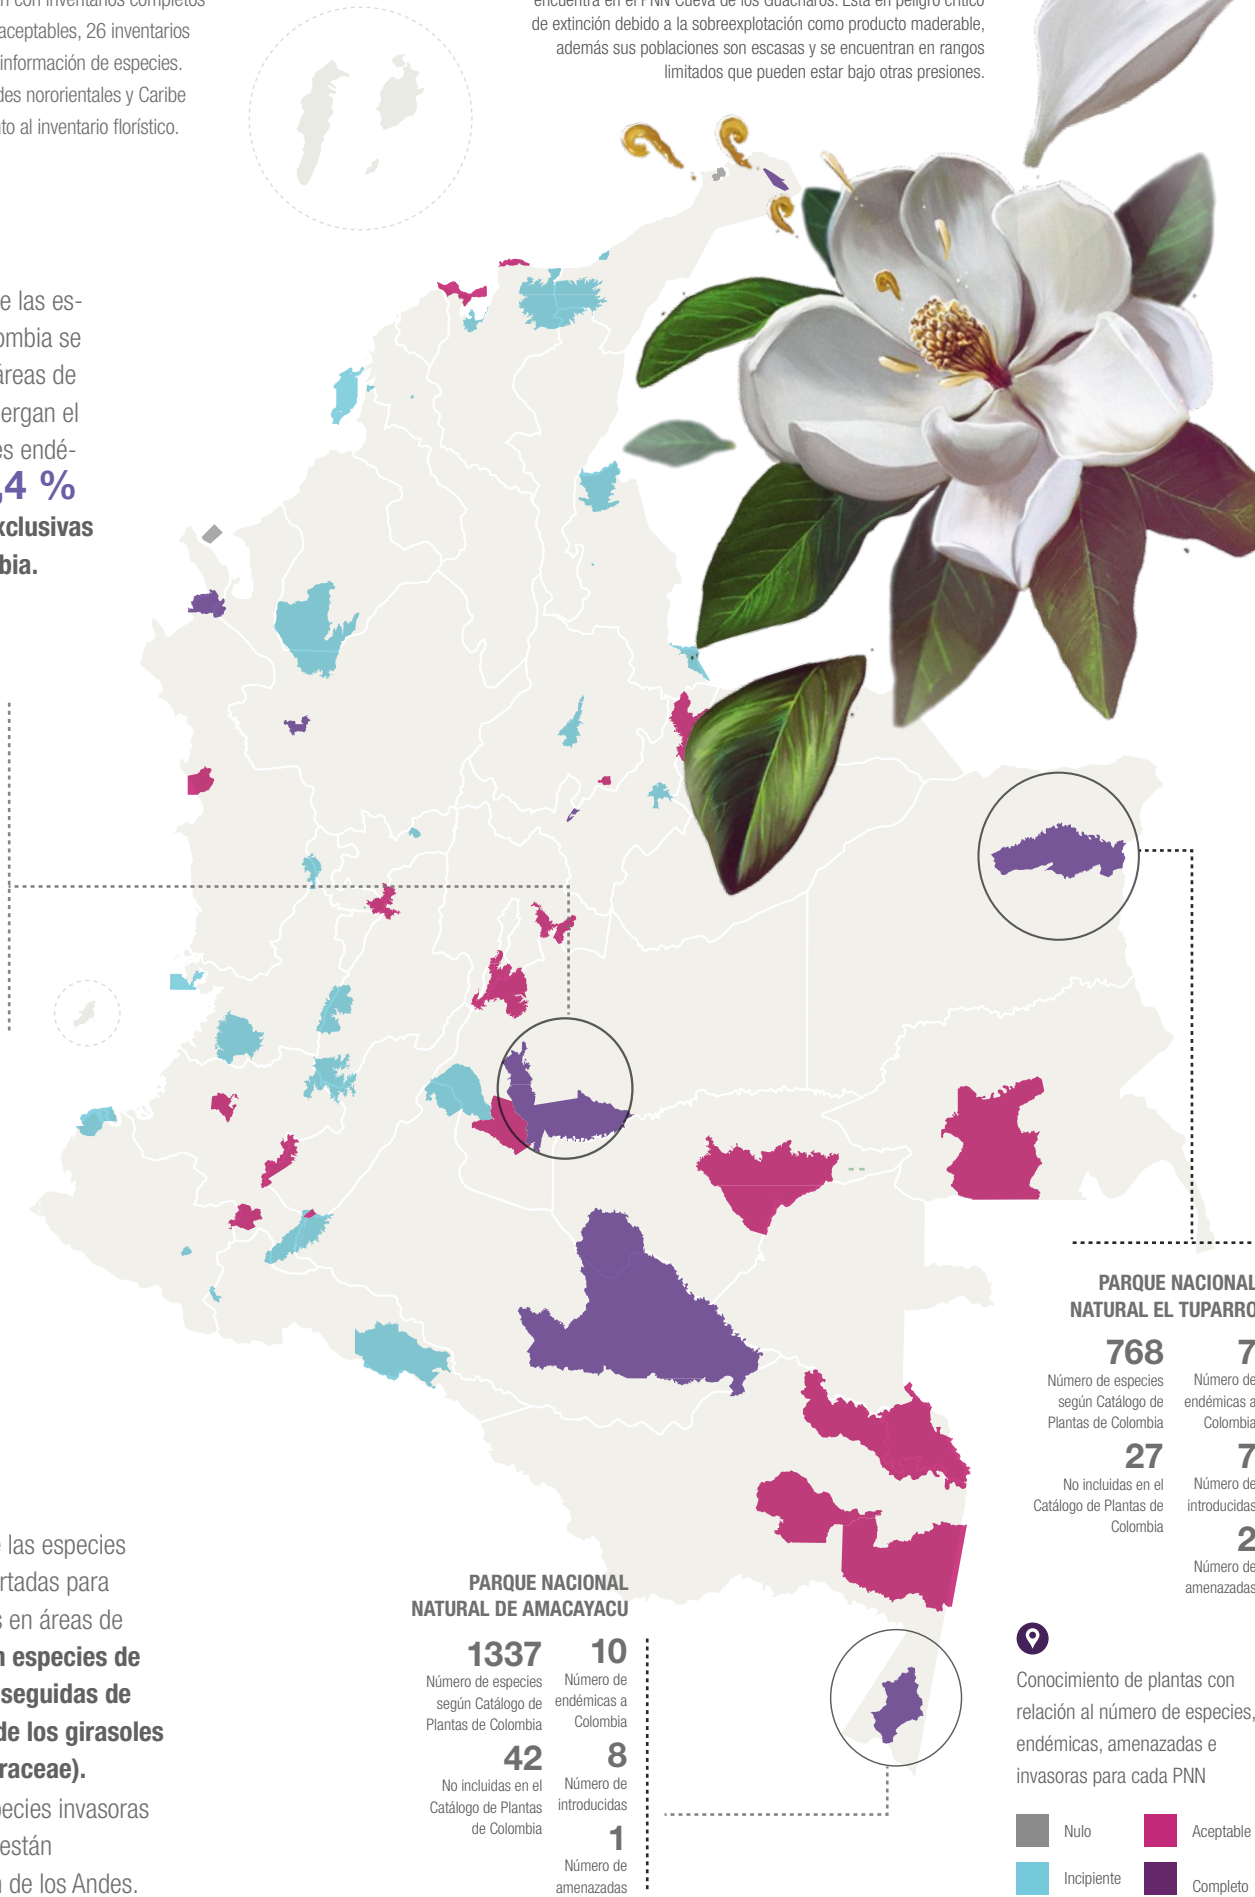 n con inventarios completos
aceptables, 26 inventarios
información de especies.
des nororientales y Caribe
nto al inventario florístico.
encuentra en el PNN Cueva de los Guácharos. Está en peligro crítico
de extinción debido a la sobreexplotación como producto maderable,
además sus poblaciones son escasas y se encuentran en rangos
limitados que pueden estar bajo otras presiones.
e las es-
ombia se
áreas de
ergan el
es endé-
,4 %
xclusivas
bia.
PARQUE NACIONAL
NATURAL EL TUPARRO
768
Número de especies
según Catálogo de
Plantas de Colombia
27
No incluidas en el
Catálogo de Plantas de
Colombia
7
Número de
endémicas a
Colombia
7
Número de
introducidas
2
Número de
amenazadas
e las especies
rtadas para
s en áreas de
n especies de
seguidas de
de los girasoles
raceae).
pecies invasoras
están
n de los Andes.
PARQUE NACIONAL
NATURAL DE AMACAYACU
1337
Número de especies
según Catálogo de
Plantas de Colombia
42
No incluidas en el
Catálogo de Plantas
de Colombia
10
Número de
endémicas a
Colombia
8
Número de
introducidas
1
Número de
amenazadas
Conocimiento de plantas con
relación al número de especies,
endémicas, amenazadas e
invasoras para cada PNN
Nulo
Aceptable
Incipiente
Completo